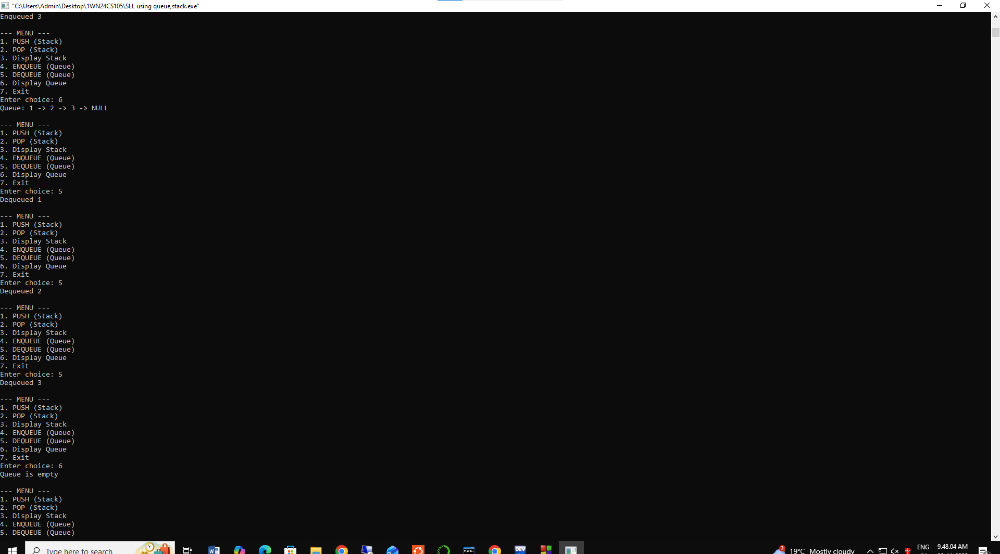 "C:\Users\Admin\Desktop\1WN24CS105\SLL using queue,stack.exe"
Enqueued 3
--- MENU ---
1. PUSH (Stack)
2. POP (Stack)
3. Display Stack
4. ENQUEUE (Queue)
5. DEQUEUE (Queue)
6. Display Queue
7. Exit
Enter choice: 6
Queue: 1 -> 2 -> 3 -> NULL
--- MENU ---
1. PUSH (Stack)
2. POP (Stack)
3. Display Stack
4. ENQUEUE (Queue)
5. DEQUEUE (Queue)
6. Display Queue
7. Exit
Enter choice: 5
Dequeued 1
--- MENU ---
1. PUSH (Stack)
2. POP (Stack)
3. Display Stack
4. ENQUEUE (Queue)
5. DEQUEUE (Queue)
6. Display Queue
7. Exit
Enter choice: 5
Dequeued 2
--- MENU ---
1. PUSH (Stack)
2. POP (Stack)
3. Display Stack
4. ENQUEUE (Queue)
5. DEQUEUE (Queue)
6. Display Queue
7. Exit
Enter choice: 5
Dequeued 3
--- MENU ---
1. PUSH (Stack)
2. POP (Stack)
3. Display Stack
4. ENQUEUE (Queue)
5. DEQUEUE (Queue)
6. Display Queue
7. Exit
Enter choice: 6
Queue is empty
--- MENU ---
1. PUSH (Stack)
2. POP (Stack)
3. Display Stack
4. ENQUEUE (Queue)
5. DEQUEUE (Queue)
Type here to search
W
MySQL
DEV
3
19°C Mostly cloudy
ENG
9.48.04 AM